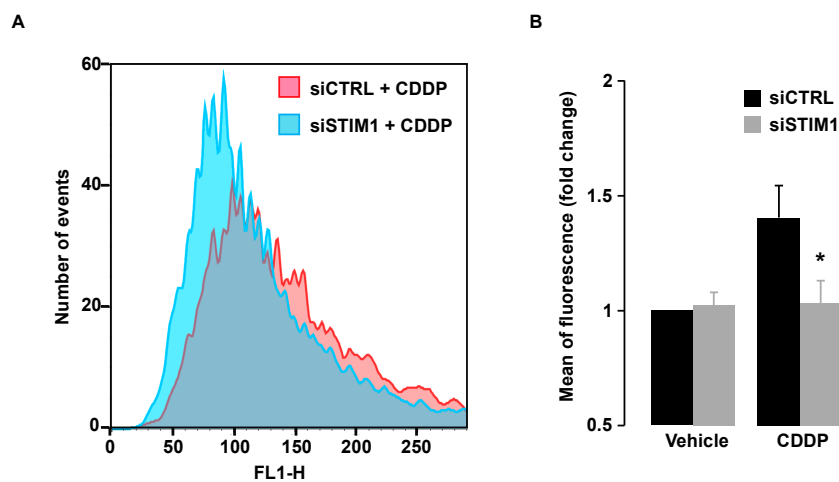 A
60
40
20
0
Number of events
siCTRL + CDDP
siSTIM1 + CDDP
0 50 100 150 200 250
FL1-H
B
2
1.5
1
0.5
Mean of fluorescence (fold change)
siCTRL
siSTIM1
*
Vehicle CDDP